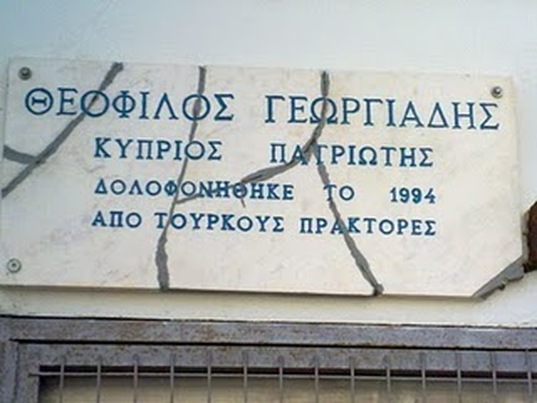 ΘΕΟΦΙΛΟΣ ΓΕΩΡΓΙΑΔΗΣ
ΚΥΠΡΙΟΣ ΠΑΤΡΙΩΤΗΣ
ΔΟΛΟΦΟΝΗΘΗΚΕ ΤΟ 1994
ΑΠΟ ΤΟΥΡΚΟΥΣ ΠΡΑΚΤΟΡΕΣ